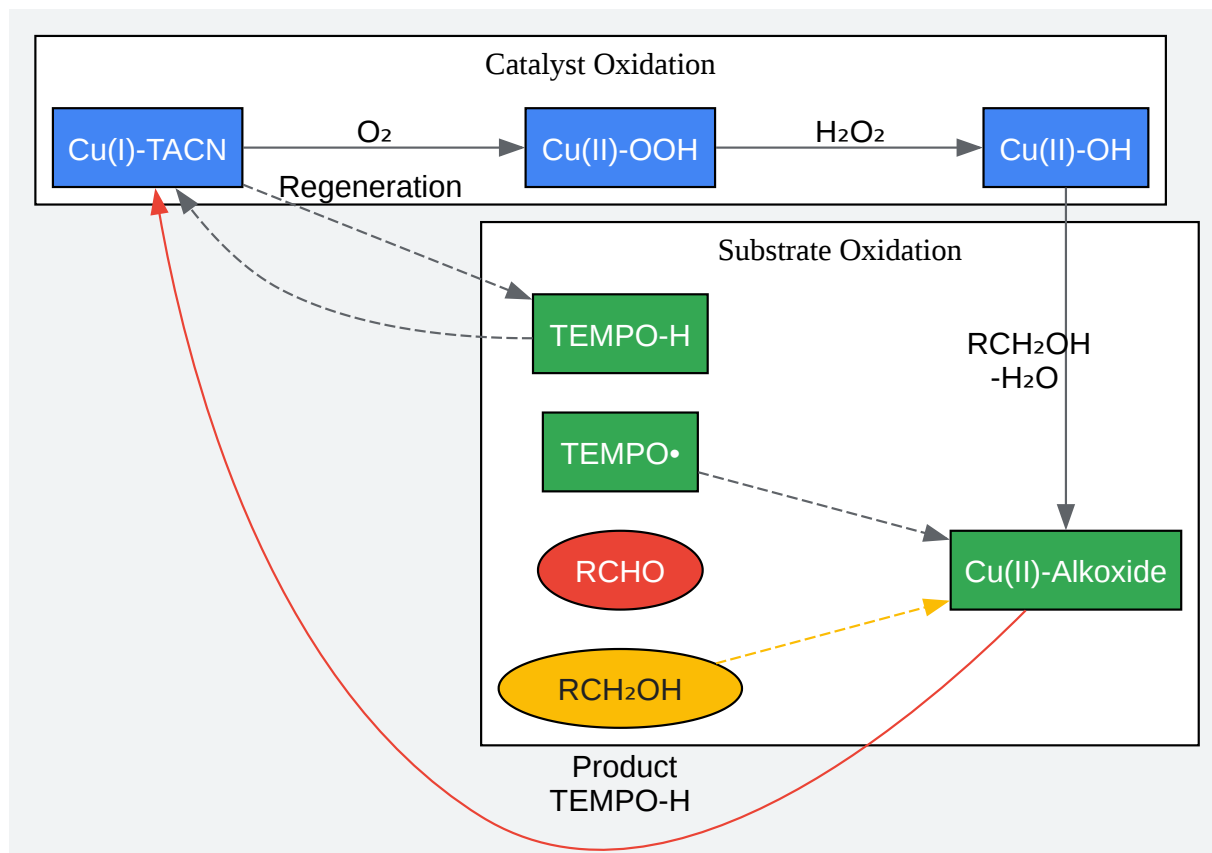 Catalyst Oxidation
Cu(I)-TACN
O₂
Cu(II)-OOH
H₂O₂
Cu(II)-OH
Regeneration
Substrate Oxidation
TEMPO-H
RCH₂OH
-H₂O
TEMPO•
RCHO
Cu(II)-Alkoxide
RCH₂OH
Product
TEMPO-H